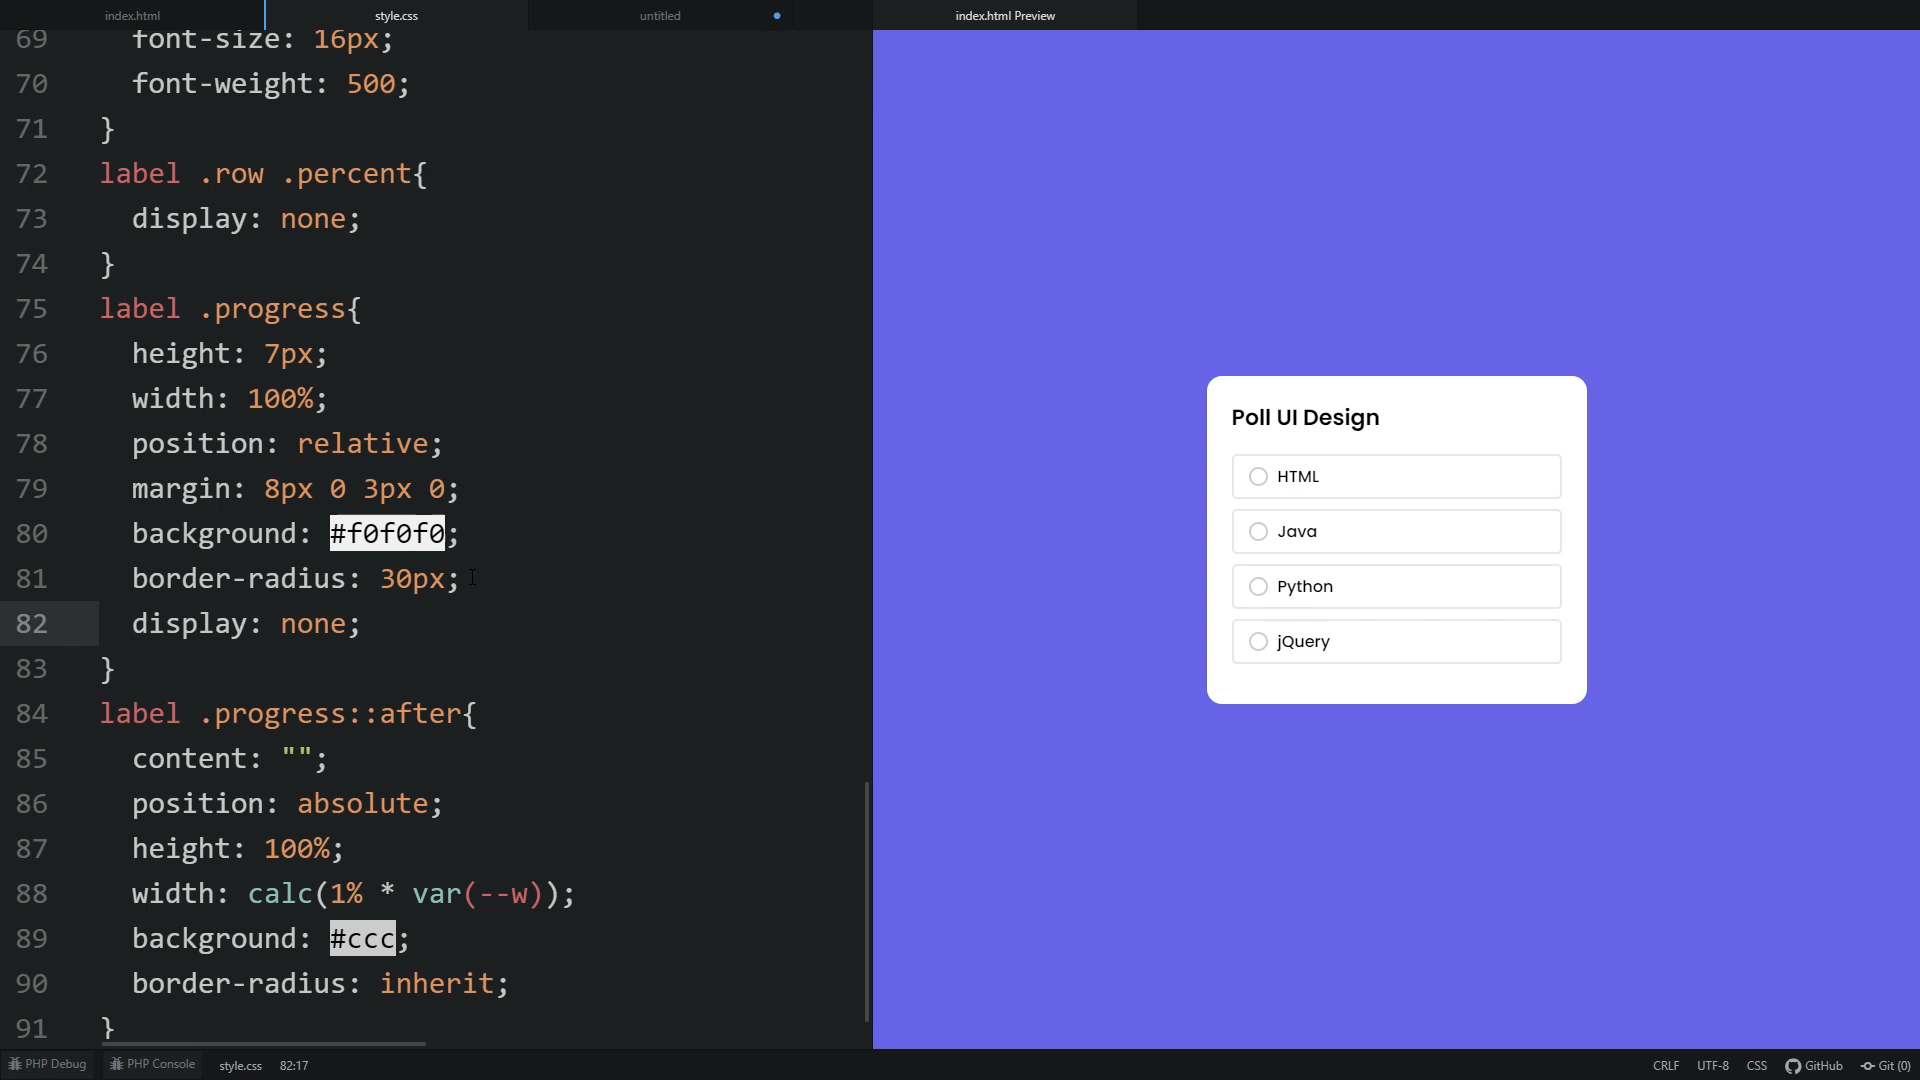 index.html
style.css
untitled
index.html Preview
69 font-size: 16px;
70 font-weight: 500;
71 }
72 label .row .percent{
73 display: none;
74 }
75 label .progress{
76 height: 7px;
77 width: 100%;
78 position: relative;
79 margin: 8px 0 3px 0;
80 background: #f0f0f0;
81 border-radius: 30px;
82 display: none;
83 }
84 label .progress::after{
85 content: "";
86 position: absolute;
87 height: 100%;
88 width: calc(1% * var(--w));
89 background: #ccc;
90 border-radius: inherit;
91 }
Poll UI Design
HTML
Java
Python
jQuery
PHP Debug PHP Console style.css 82:17 CRLF UTF-8 CSS GitHub Git (0)